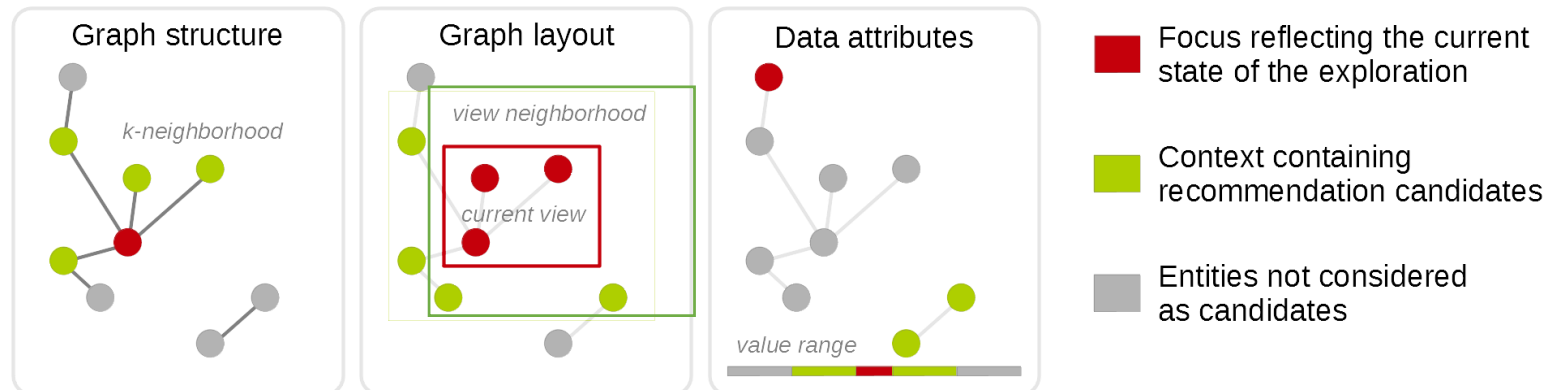 Graph structure
k-neighborhood
Graph layout
view neighborhood
current view
Data attributes
value range
Focus reflecting the current
state of the exploration
Context containing
recommendation candidates
Entities not considered
as candidates